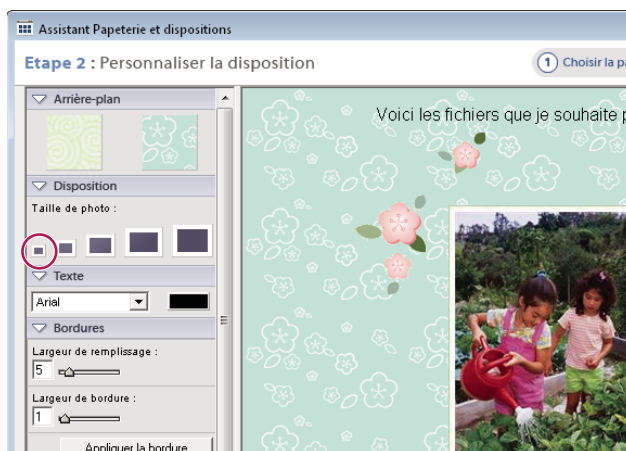 Assistant Papeterie et dispositions
Etape 2 : Personnaliser la disposition
1 Choisir la
Arrière-plan
Voici les fichiers que je souhaite
Disposition
Taille de photo :
Texte
Arial
Bordures
Largeur de remplissage :
5
Largeur de bordure :
1
Appliquer la bordure